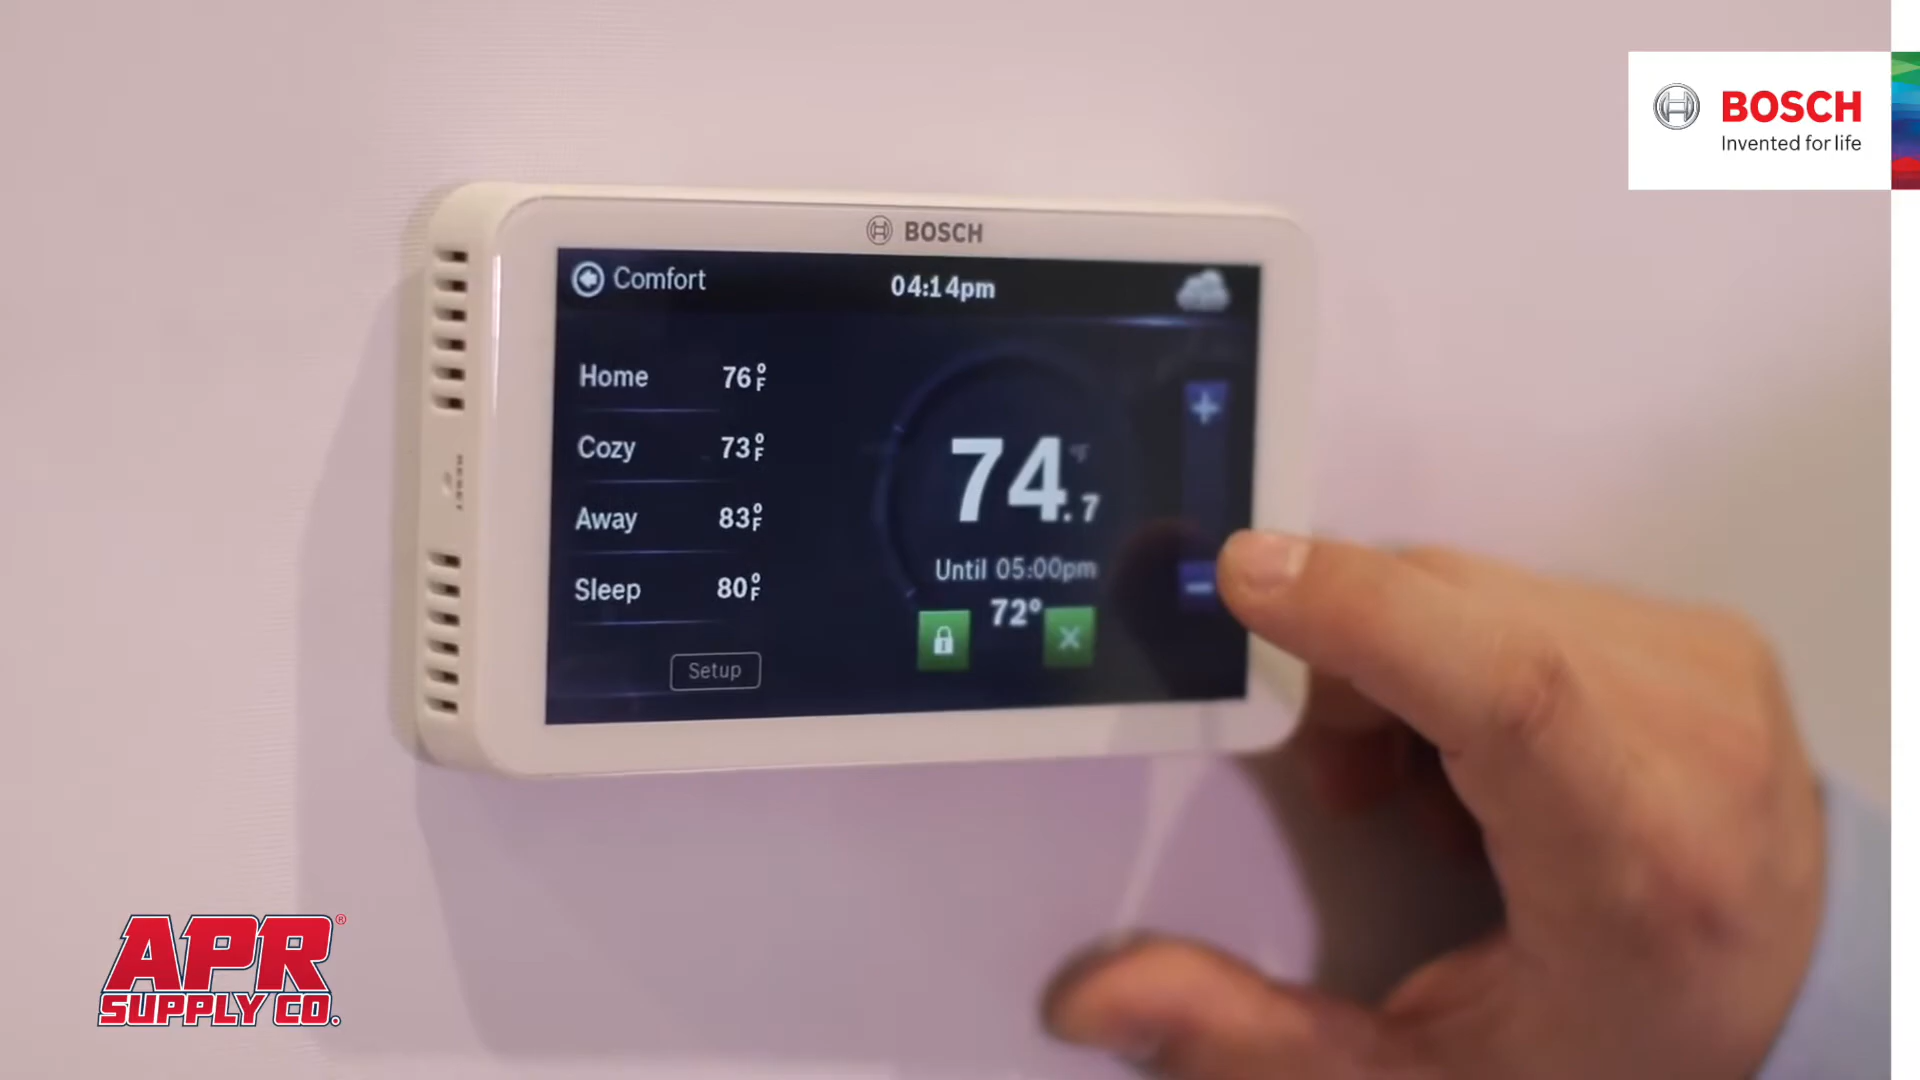 BOSCH
Invented for life
BOSCH
Comfort
04:14pm
Home 76°F
Cozy 73°F
Away 83°F
Sleep 80°F
Setup
74.7 °F
Until 05:00pm
72°
RESET
APR®
SUPPLY CO.